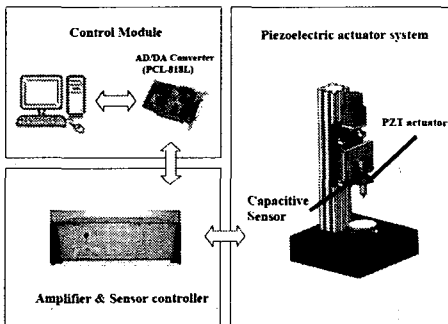 Control Module
AD/DA Converter
(PCL-818L)
Amplifier & Sensor controller
Piezoelectric actuator system
PZT actuator
Capacitive
Sensor